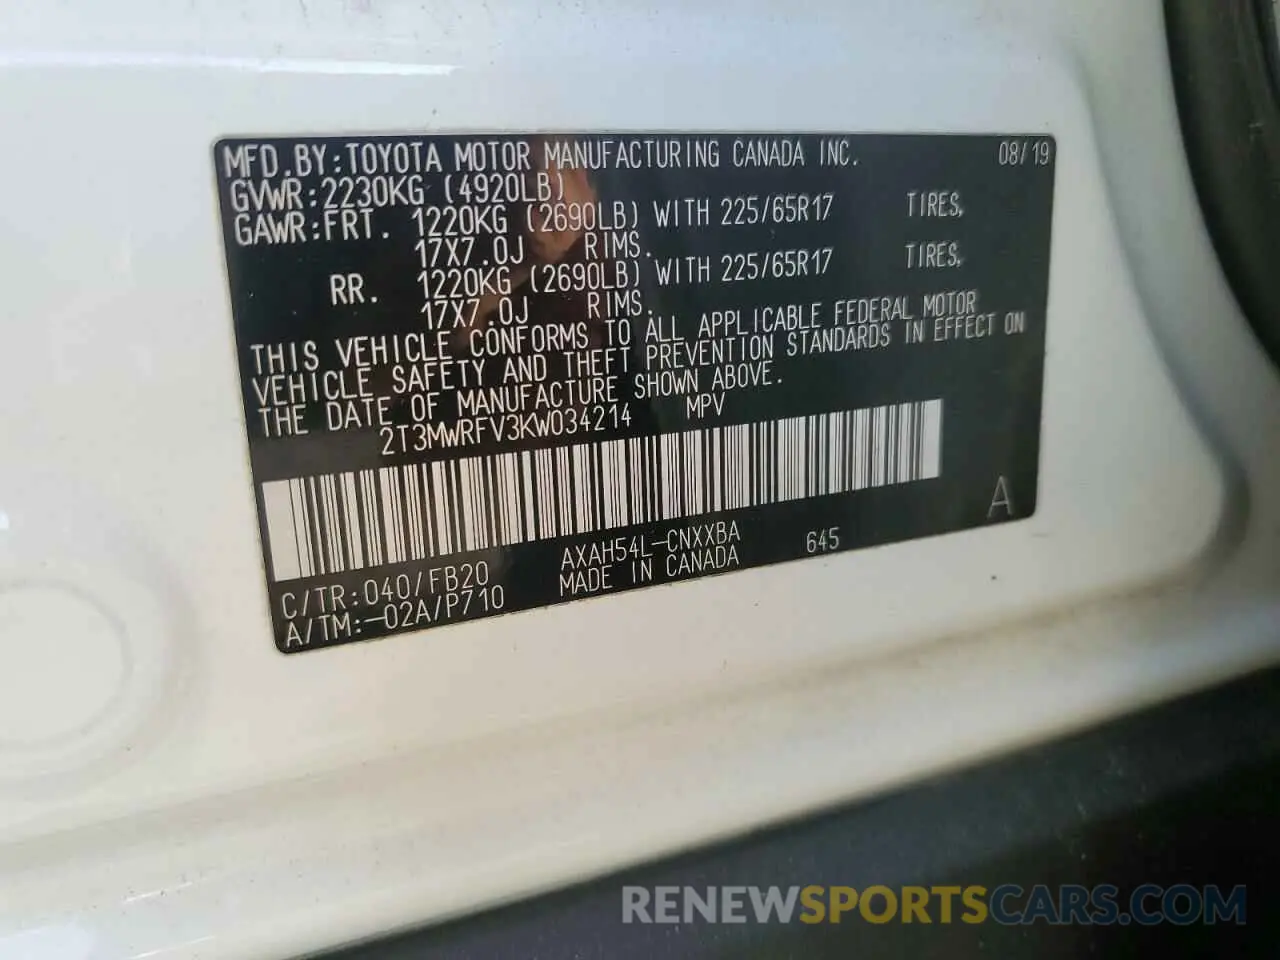 MFD.BY:TOYOTA MOTOR MANUFACTURING CANADA INC. 08/19
GVWR:2230KG (4920LB)
GAWR:FRT. 1220KG (2690LB) WITH 225/65R17 TIRES,
17X7.0J RIMS.
RR. 1220KG (2690LB) WITH 225/65R17 TIRES,
17X7.0J RIMS.
THIS VEHICLE CONFORMS TO ALL APPLICABLE FEDERAL MOTOR
VEHICLE SAFETY AND THEFT PREVENTION STANDARDS IN EFFECT ON
THE DATE OF MANUFACTURE SHOWN ABOVE.
2T3MWRFV3KW034214 MPV
A
C/TR:040/FB20 AXAH54L-CNXXBA 645
A/TM:-02A/P710 MADE IN CANADA
RENEWSPORTSCARS.COM